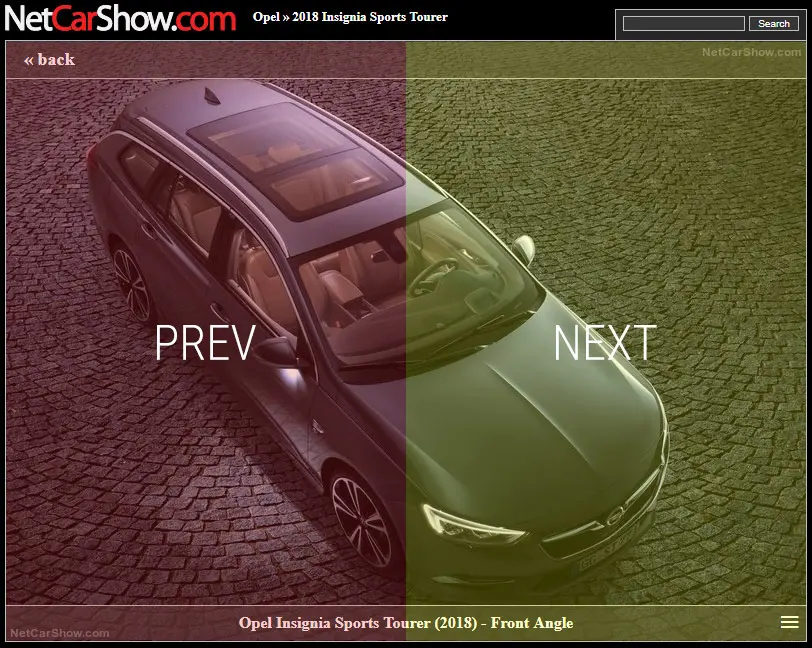 NetCarShow.com
Opel » 2018 Insignia Sports Tourer
Search
« back
NetCarShow.com
PREV
NEXT
Opel Insignia Sports Tourer (2018) - Front Angle
NetCarShow.com